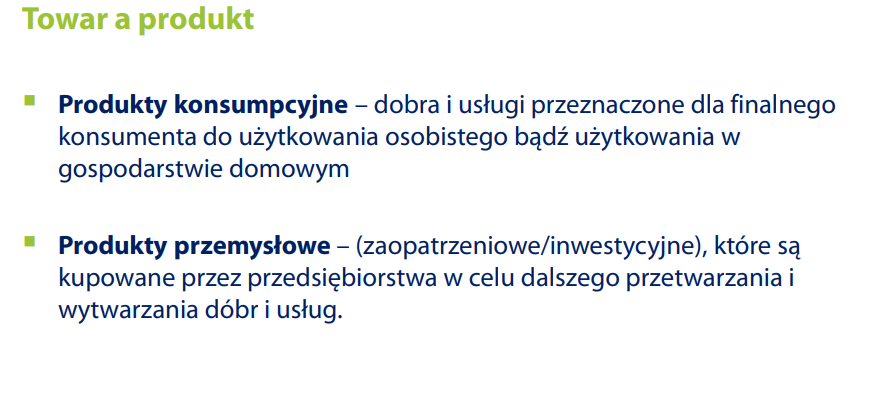 Towar a produkt
▪ Produkty konsumpcyjne – dobra i usługi przeznaczone dla finalnego
konsumenta do użytkowania osobistego bądź użytkowania w
gospodarstwie domowym
▪ Produkty przemysłowe – (zaopatrzeniowe/inwestycyjne), które są
kupowane przez przedsiębiorstwa w celu dalszego przetwarzania i
wytwarzania dóbr i usług.